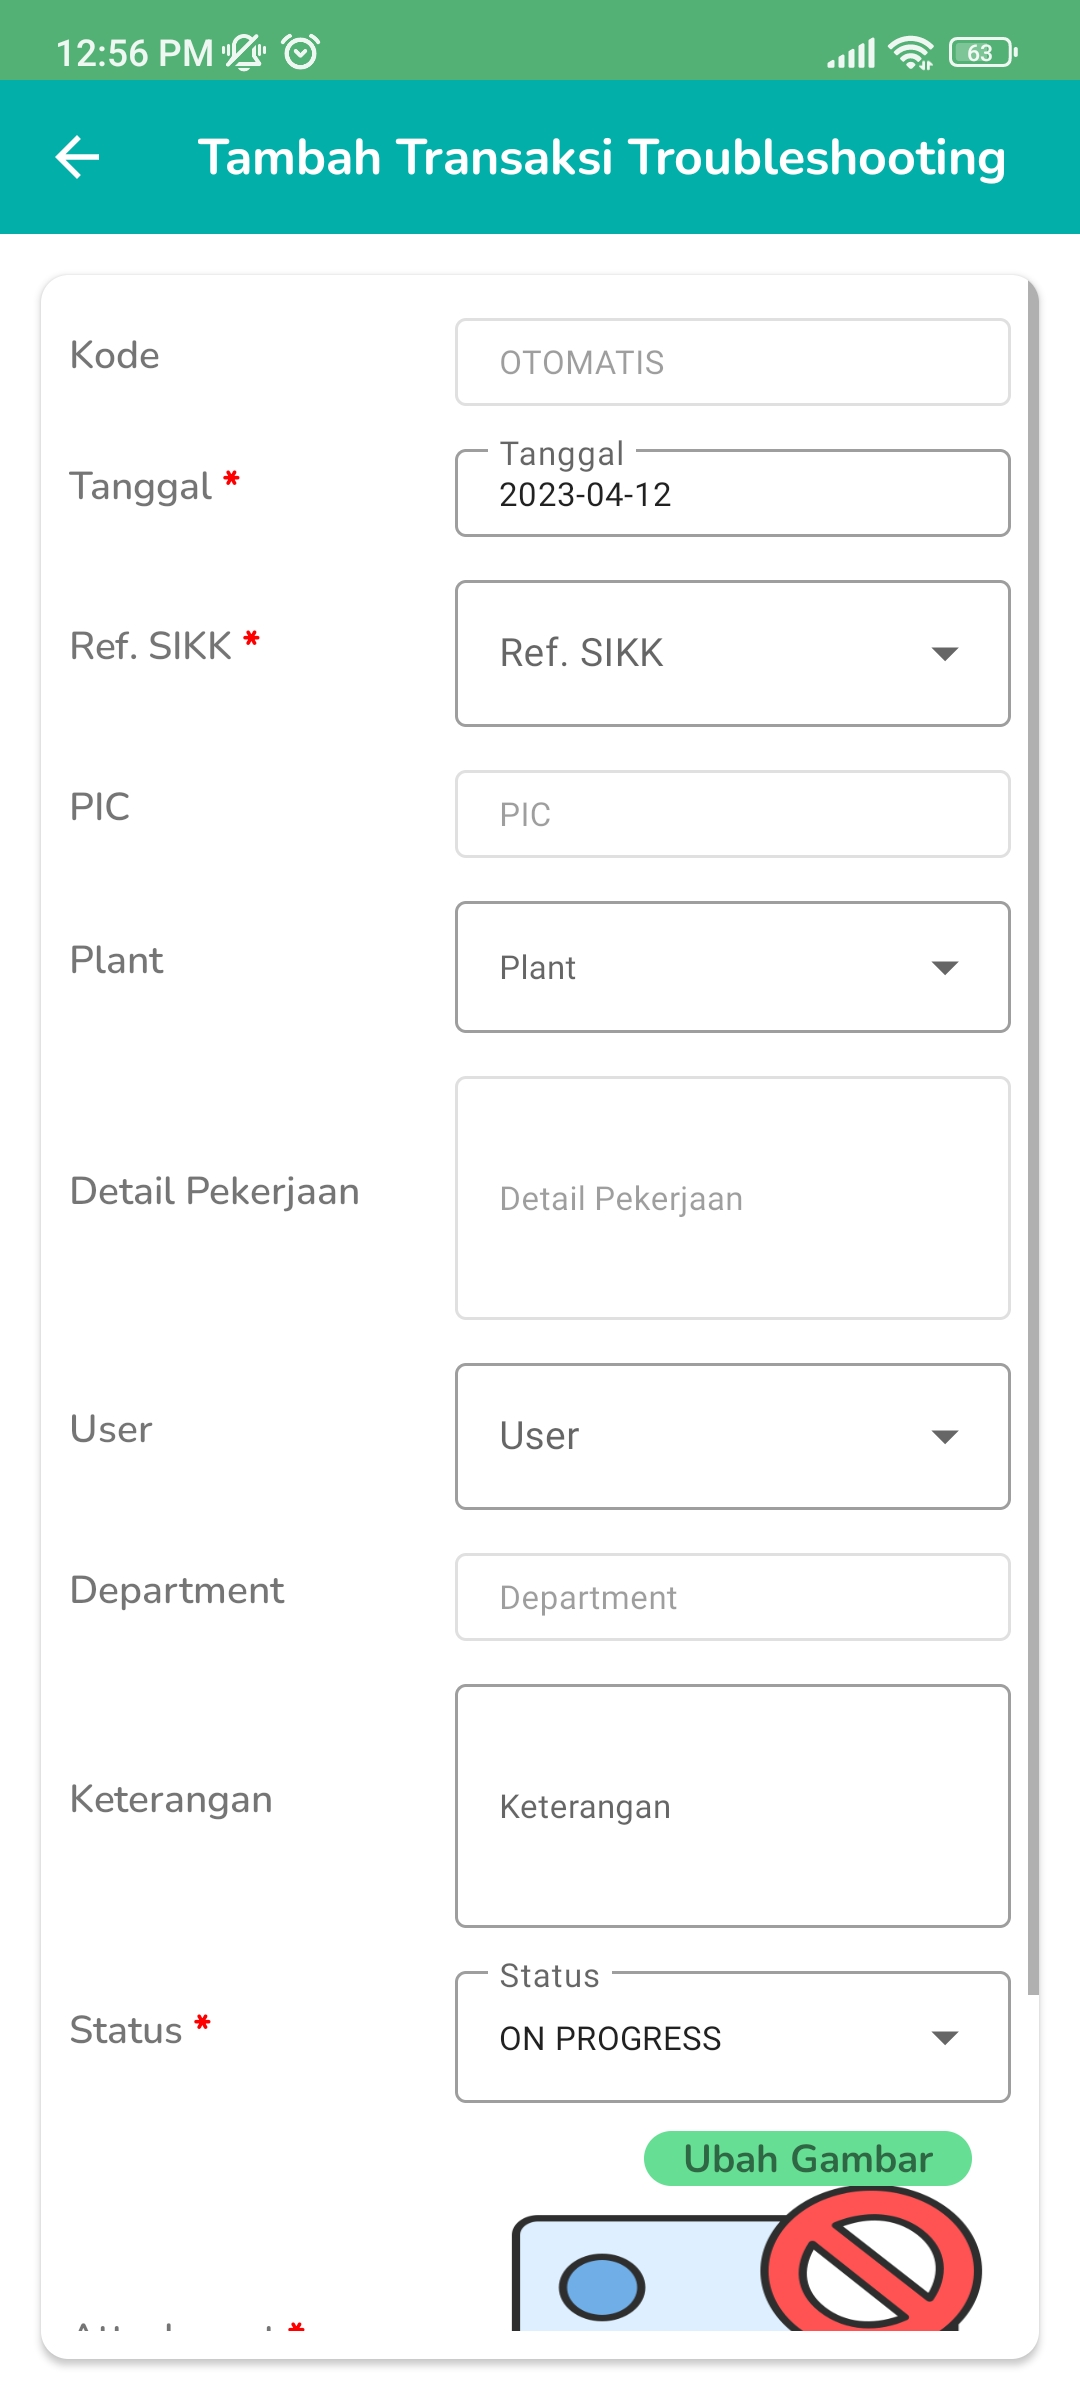 12:56 PM
63
Tambah Transaksi Troubleshooting
Kode
OTOMATIS
Tanggal *
Tanggal
2023-04-12
Ref. SIKK *
Ref. SIKK
PIC
PIC
Plant
Plant
Detail Pekerjaan
Detail Pekerjaan
User
User
Department
Department
Keterangan
Keterangan
Status *
Status
ON PROGRESS
Ubah Gambar